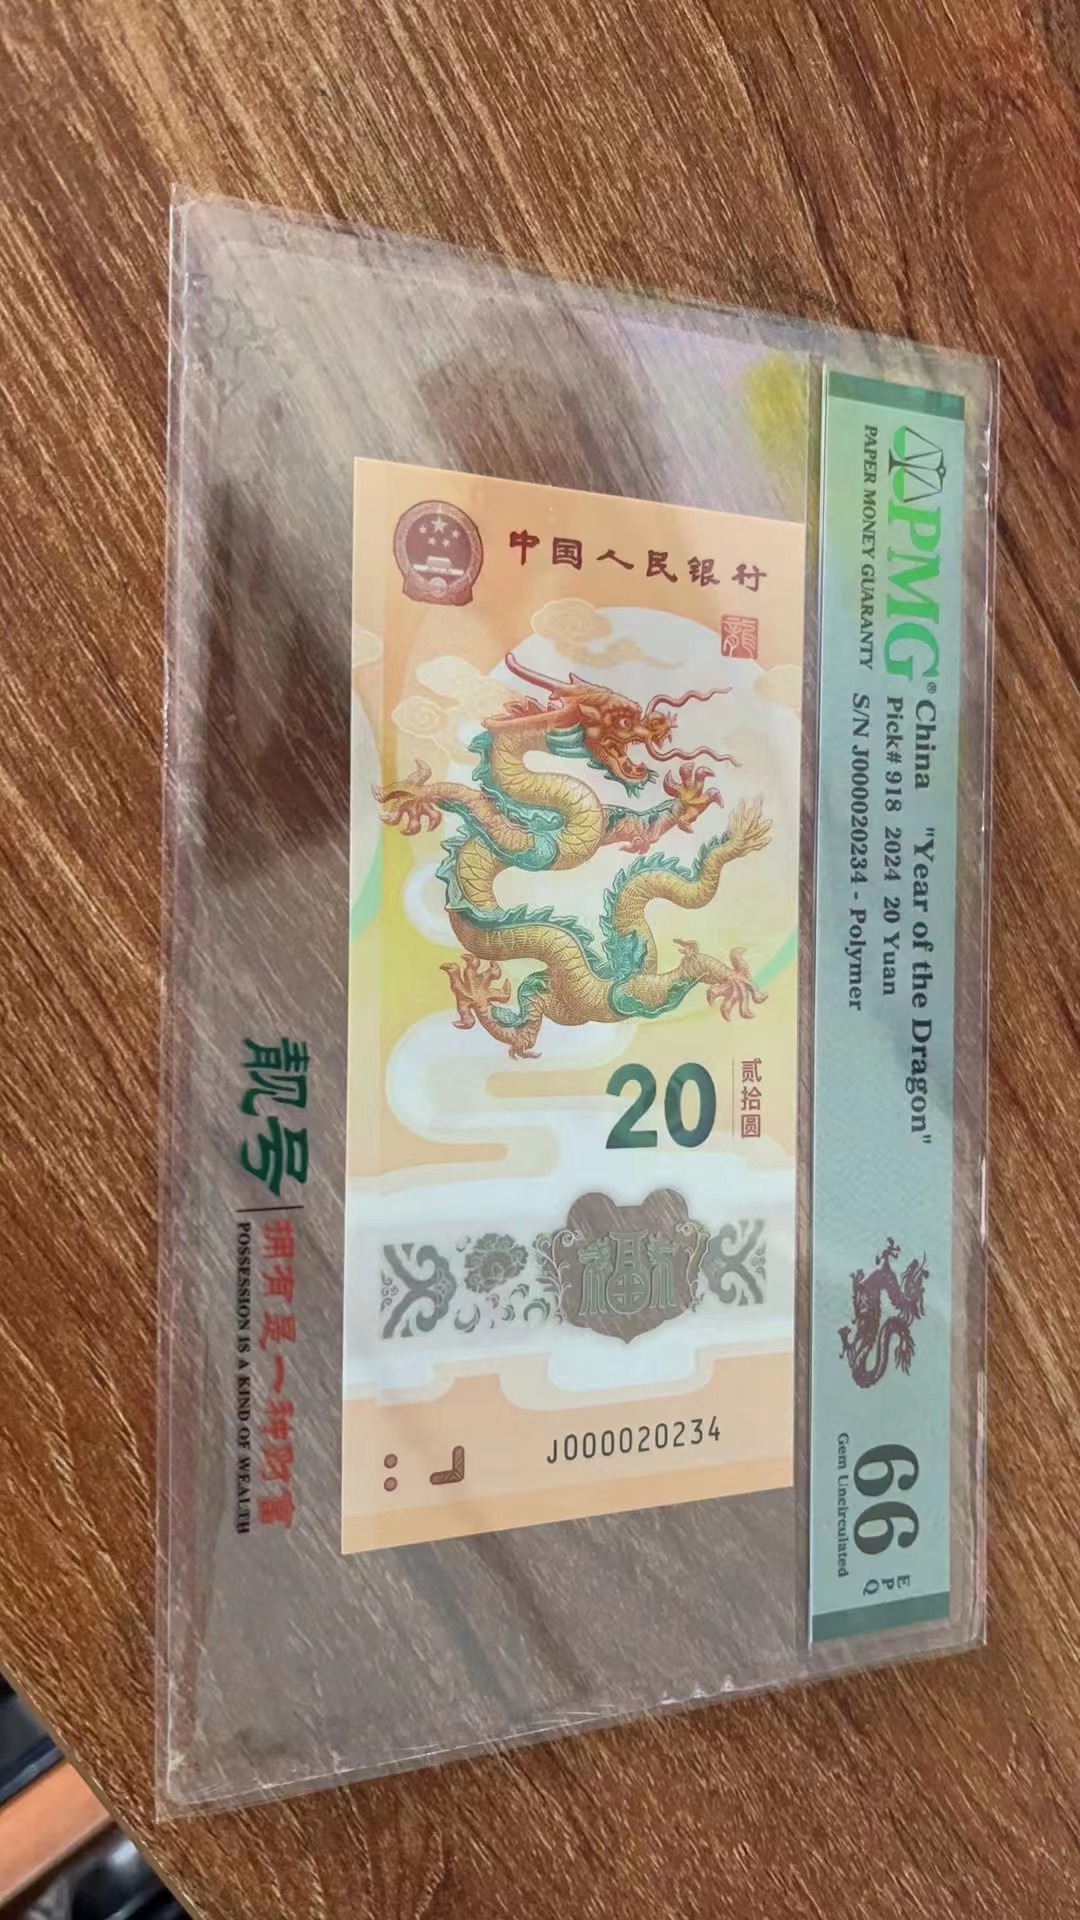 PMG® China "Year of the Dragon"
PAPER MONEY GUARANTY
Pick# 918 2024 20 Yuan
S/N J000020234 - Polymer
66 EPQ
Gem Uncirculated
中国人民银行
龍
贰拾圆
20
福
J000020234
靓号
拥有是一种财富
POSSESSION IS A KIND OF WEALTH